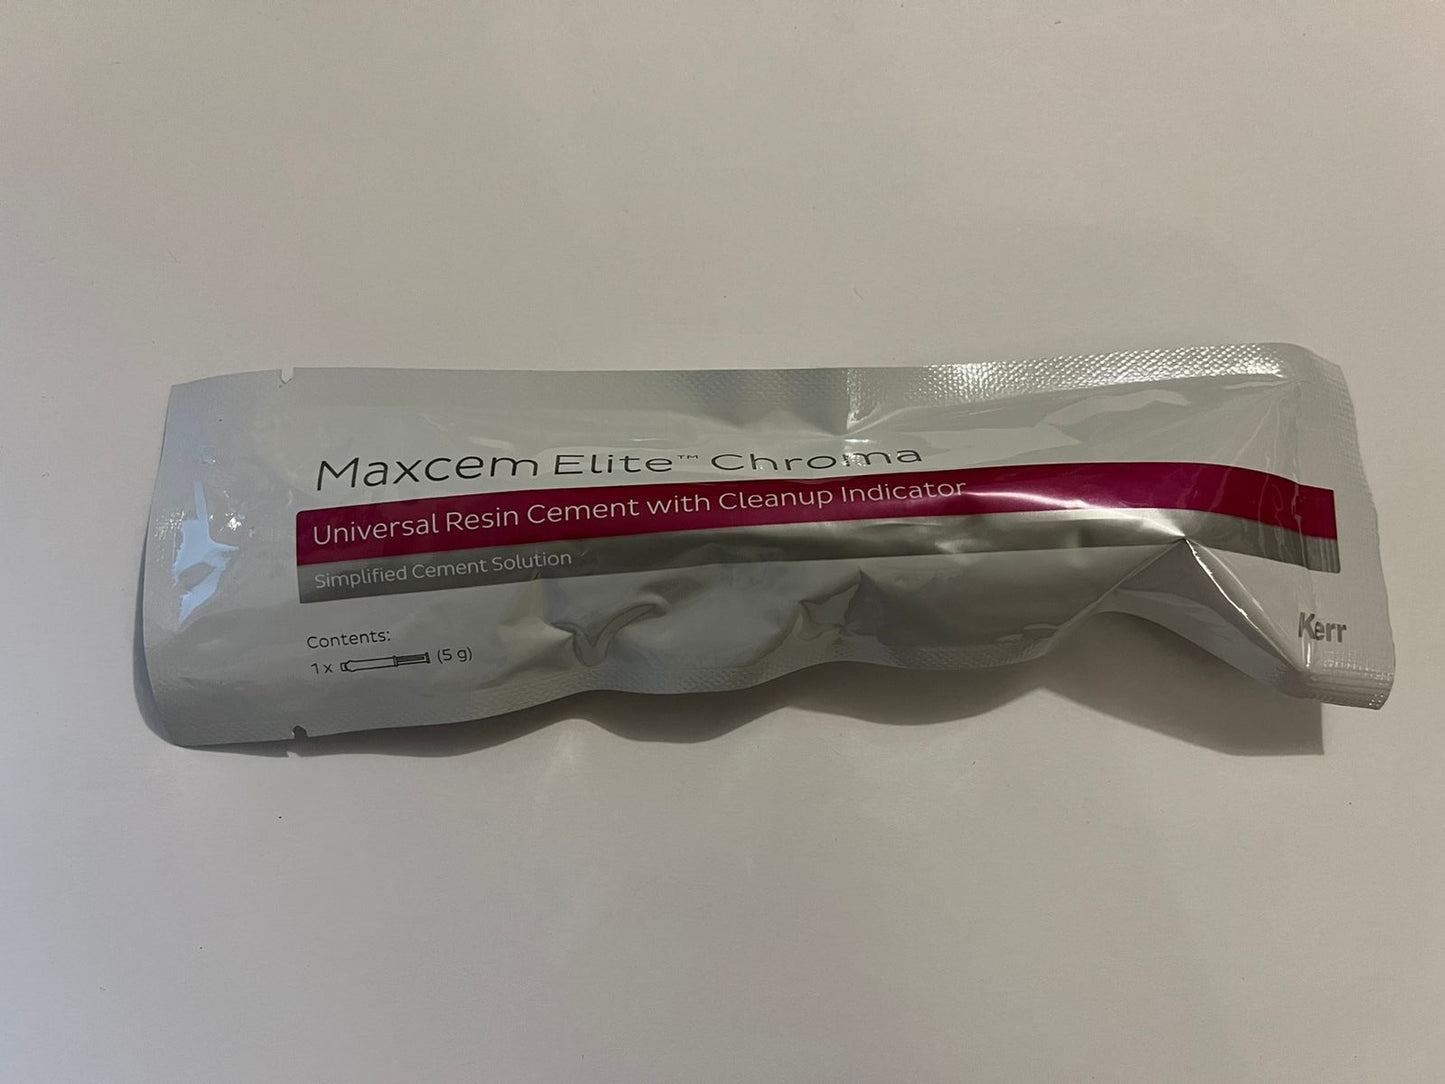 Maxcem Elite™ Chroma
Universal Resin Cement with Cleanup Indicator
Simplified Cement Solution
Contents:
1 x (5 g)
Kerr